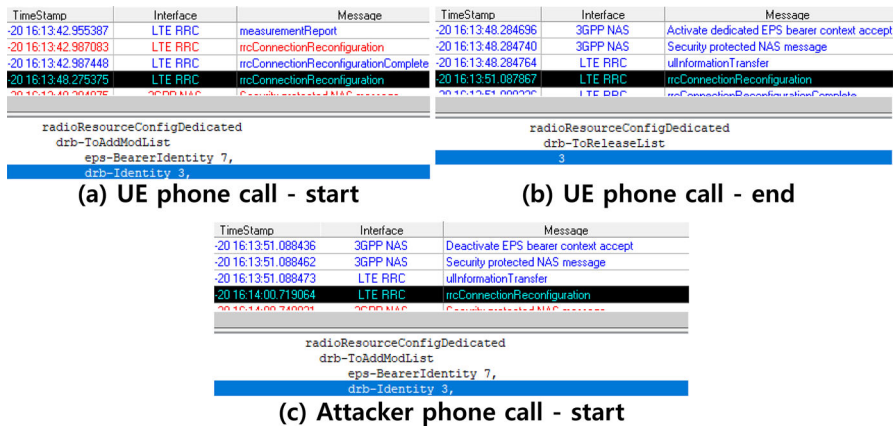 TimeStamp Interface Message
-20 16:13:42.955387 LTE RRC measurementReport
-20 16:13:42.987083 LTE RRC rrcConnectionReconfiguration
-20 16:13:42.987448 LTE RRC rrcConnectionReconfigurationComplete
-20 16:13:48.275375 LTE RRC rrcConnectionReconfiguration
radioResourceConfigDedicated
drb-ToAddModList
eps-BearerIdentity 7,
drb-Identity 3,
(a) UE phone call - start
TimeStamp Interface Message
-20 16:13:48.284696 3GPP NAS Activate dedicated EPS bearer context accept
-20 16:13:48.284740 3GPP NAS Security protected NAS message
-20 16:13:48.284764 LTE RRC ulInformationTransfer
-20 16:13:51.087867 LTE RRC rrcConnectionReconfiguration
LTE RRC rrcConnectionReconfigurationComplete
radioResourceConfigDedicated
drb-ToReleaseList
3
(b) UE phone call - end
TimeStamp Interface Message
-20 16:13:51.088436 3GPP NAS Deactivate EPS bearer context accept
-20 16:13:51.088462 3GPP NAS Security protected NAS message
-20 16:13:51.088473 LTE RRC ulInformationTransfer
-20 16:14:00.719064 LTE RRC rrcConnectionReconfiguration
radioResourceConfigDedicated
drb-ToAddModList
eps-BearerIdentity 7,
drb-Identity 3,
(c) Attacker phone call - start